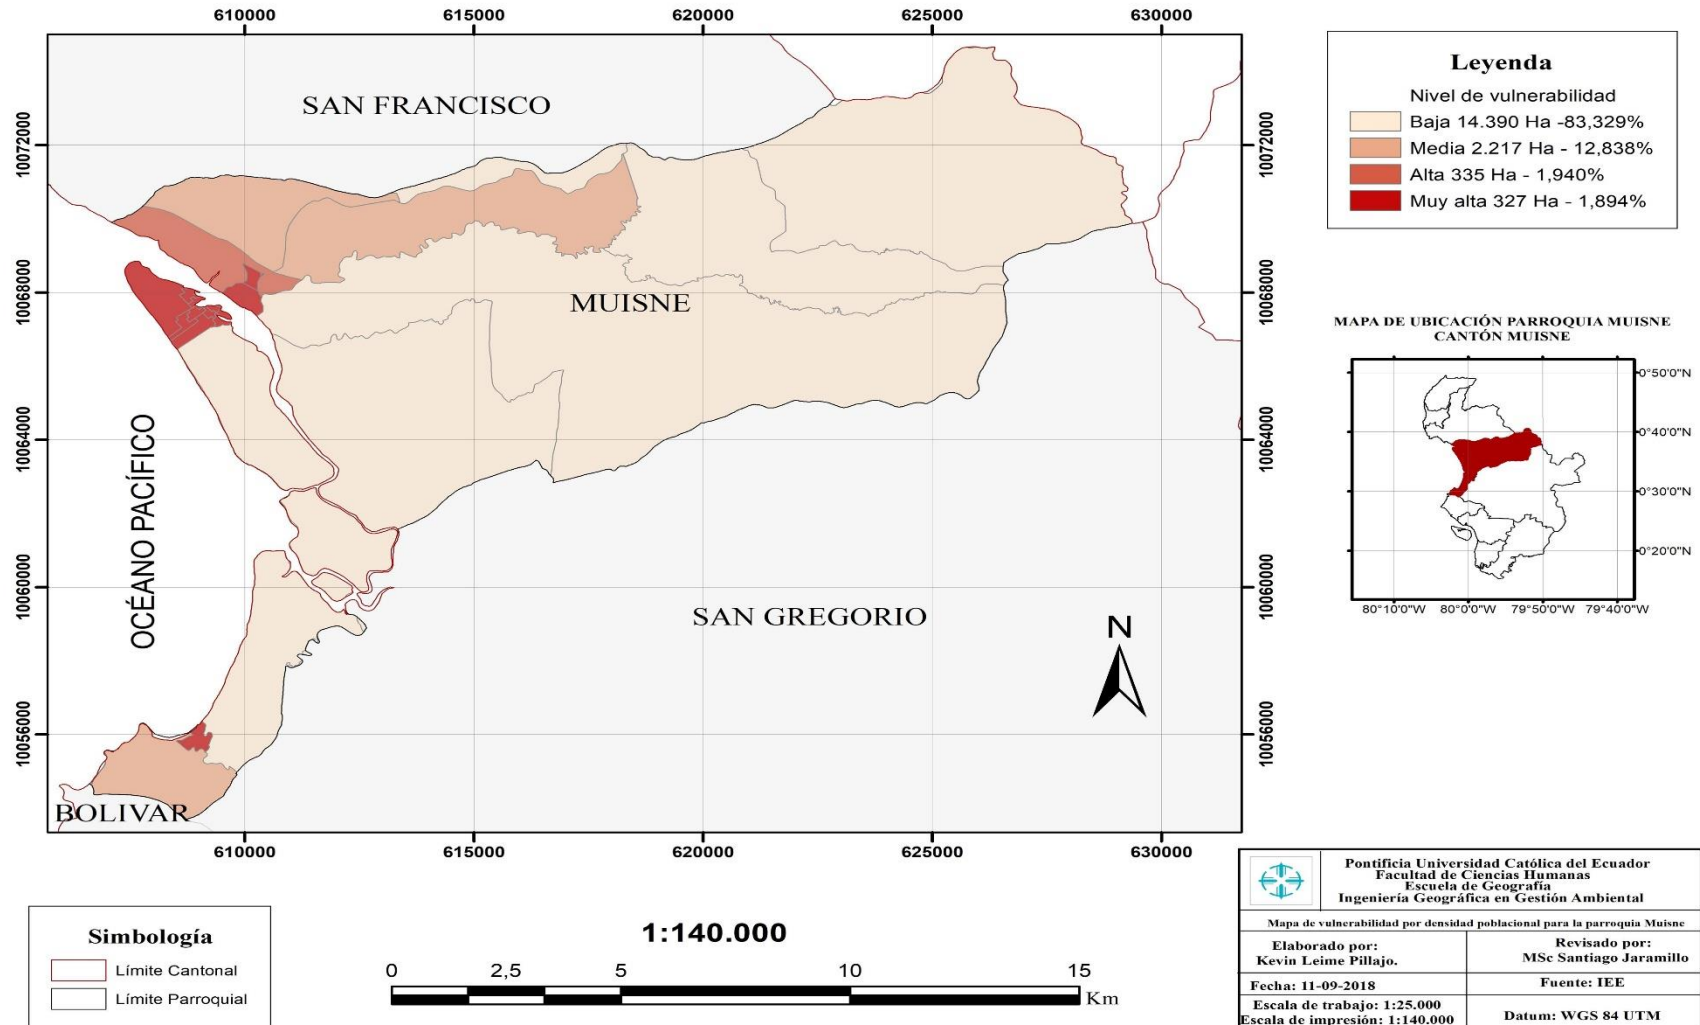 610000
615000
620000
625000
630000
10072000
10068000
10064000
10060000
10056000
10072000
10068000
10064000
10060000
10056000
SAN FRANCISCO
MUISNE
OCÉANO PACÍFICO
SAN GREGORIO
N
BOLIVAR
610000
615000
620000
625000
630000
Leyenda
Nivel de vulnerabilidad
Baja 14.390 Ha -83,329%
Media 2.217 Ha - 12,838%
Alta 335 Ha - 1,940%
Muy alta 327 Ha - 1,894%
MAPA DE UBICACIÓN PARROQUIA MUISNE
CANTÓN MUISNE
0°50'0"N
0°40'0"N
0°30'0"N
0°20'0"N
80°10'0"W
80°0'0"W
79°50'0"W
79°40'0"W
Simbología
Límite Cantonal
Límite Parroquial
1:140.000
0
2,5
5
10
15
Km
Pontificia Universidad Católica del Ecuador
Facultad de Ciencias Humanas
Escuela de Geografía
Ingeniería Geográfica en Gestión Ambiental
Mapa de vulnerabilidad por densidad poblacional para la parroquia Muisne
Elaborado por:
Kevin Leime Pillajo.
Revisado por:
MSc Santiago Jaramillo
Fecha: 11-09-2018
Fuente: IEE
Escala de trabajo: 1:25.000
Escala de impresión: 1:140.000
Datum: WGS 84 UTM